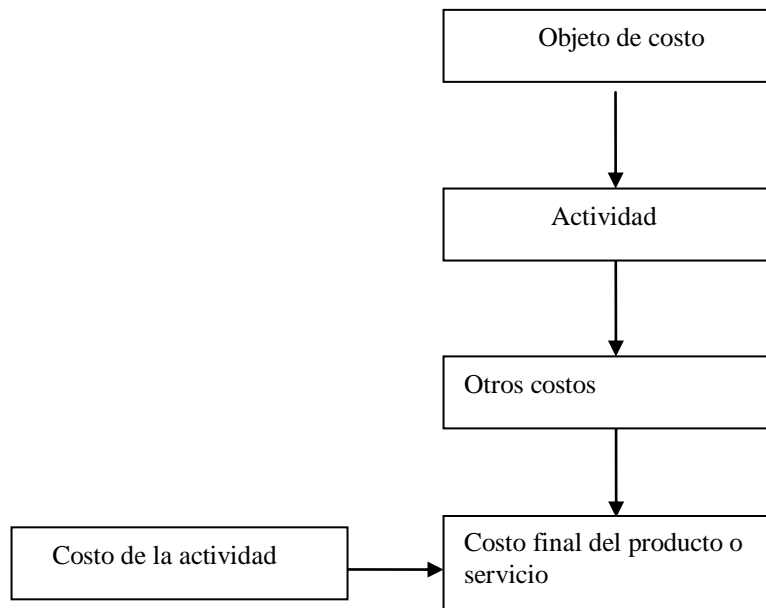 Objeto de costo
Actividad
Otros costos
Costo de la actividad
Costo final del producto o
servicio